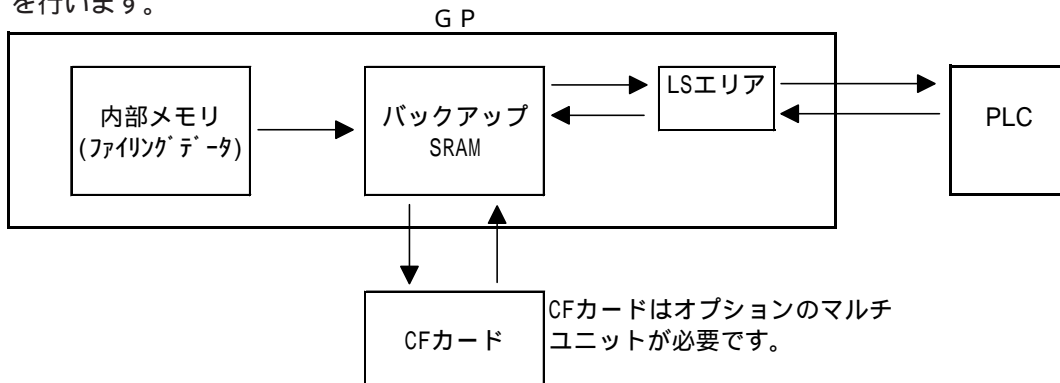 を行います。
GP
内部メモリ
(ﾌｧｲﾘﾝｸﾞﾃﾞｰﾀ)
バックアップ
SRAM
LSエリア
PLC
CFカード
CFカードはオプションのマルチ
ユニットが必要です。